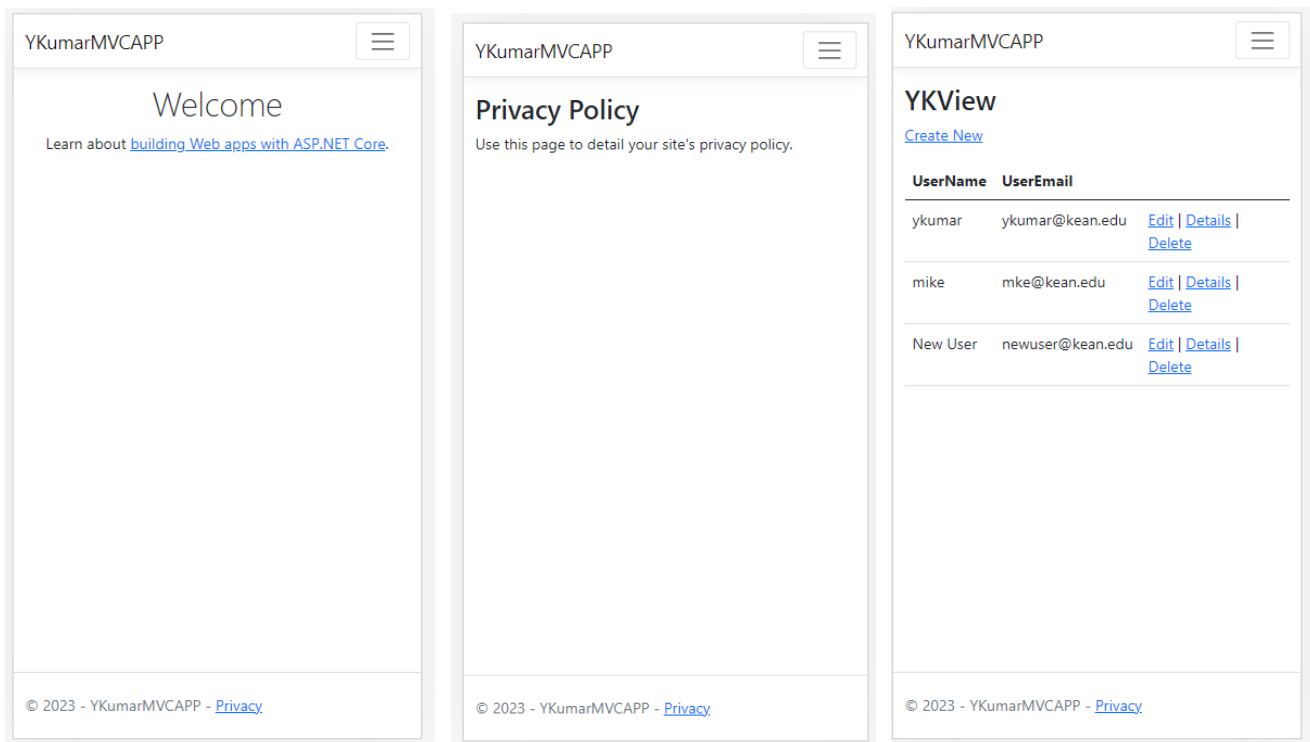 YKumarMVCAPP
Welcome
Learn about building Web apps with ASP.NET Core.
© 2023 - YKumarMVCAPP - Privacy
YKumarMVCAPP
Privacy Policy
Use this page to detail your site's privacy policy.
© 2023 - YKumarMVCAPP - Privacy
YKumarMVCAPP
YKView
Create New
UserName UserEmail
ykumar ykumar@kean.edu Edit | Details |
Delete
mike mke@kean.edu Edit | Details |
Delete
New User newuser@kean.edu Edit | Details |
Delete
© 2023 - YKumarMVCAPP - Privacy